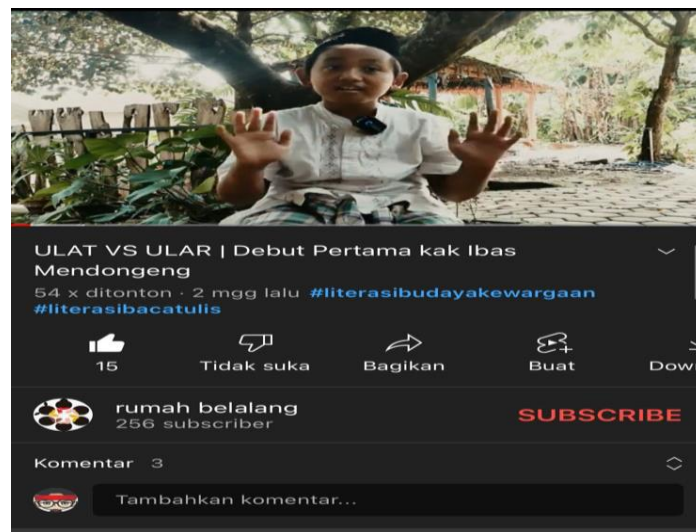 ULAT VS ULAR | Debut Pertama kak Ibas
Mendongeng
54 x ditonton · 2 mgg lalu #literasibudayakewargaan
#literasibacatulis
15 Tidak suka Bagikan Buat Dow
rumah belalang
256 subscriber
SUBSCRIBE
Komentar 3
Tambahkan komentar...